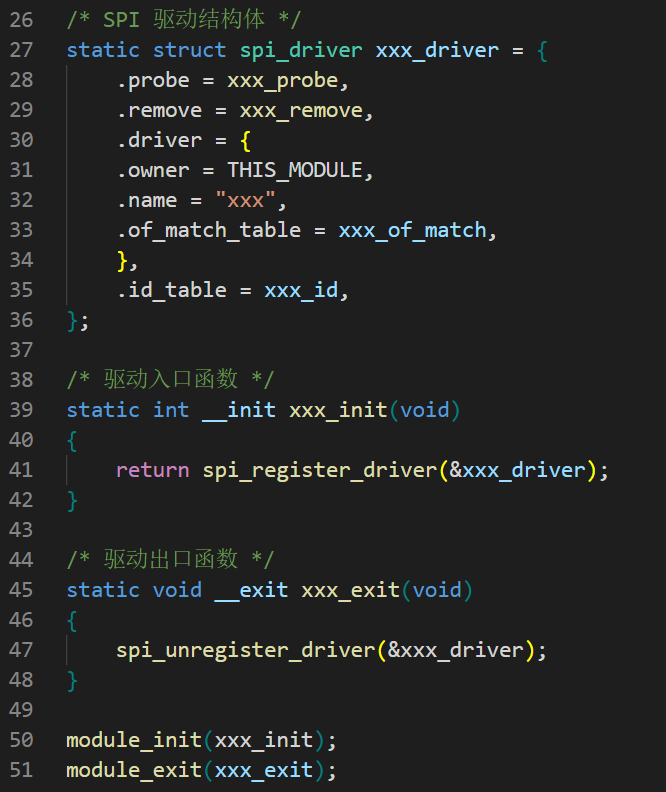 26 /* SPI 驱动结构体 */
27 static struct spi_driver xxx_driver = {
28     .probe = xxx_probe,
29     .remove = xxx_remove,
30     .driver = {
31     .owner = THIS_MODULE,
32     .name = "xxx",
33     .of_match_table = xxx_of_match,
34     },
35     .id_table = xxx_id,
36 };
37
38 /* 驱动入口函数 */
39 static int __init xxx_init(void)
40 {
41     return spi_register_driver(&xxx_driver);
42 }
43
44 /* 驱动出口函数 */
45 static void __exit xxx_exit(void)
46 {
47     spi_unregister_driver(&xxx_driver);
48 }
49
50 module_init(xxx_init);
51 module_exit(xxx_exit);